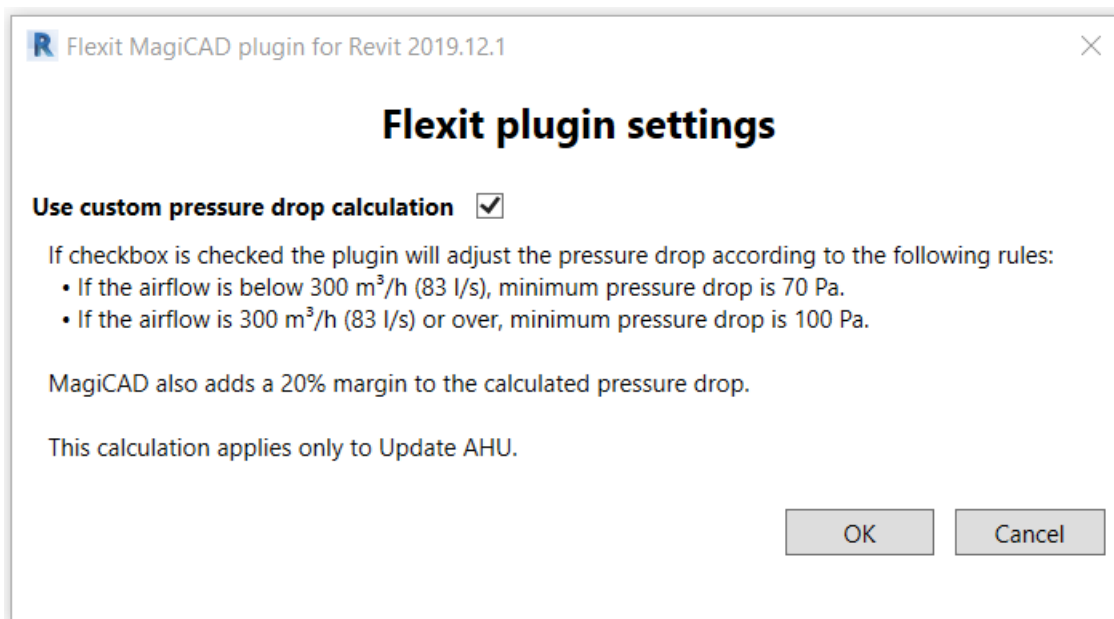 Flexit MagiCAD plugin for Revit 2019.12.1
Flexit plugin settings
Use custom pressure drop calculation
If checkbox is checked the plugin will adjust the pressure drop according to the following rules:
• If the airflow is below 300 m³/h (83 l/s), minimum pressure drop is 70 Pa.
• If the airflow is 300 m³/h (83 l/s) or over, minimum pressure drop is 100 Pa.
MagiCAD also adds a 20% margin to the calculated pressure drop.
This calculation applies only to Update AHU.
OK Cancel